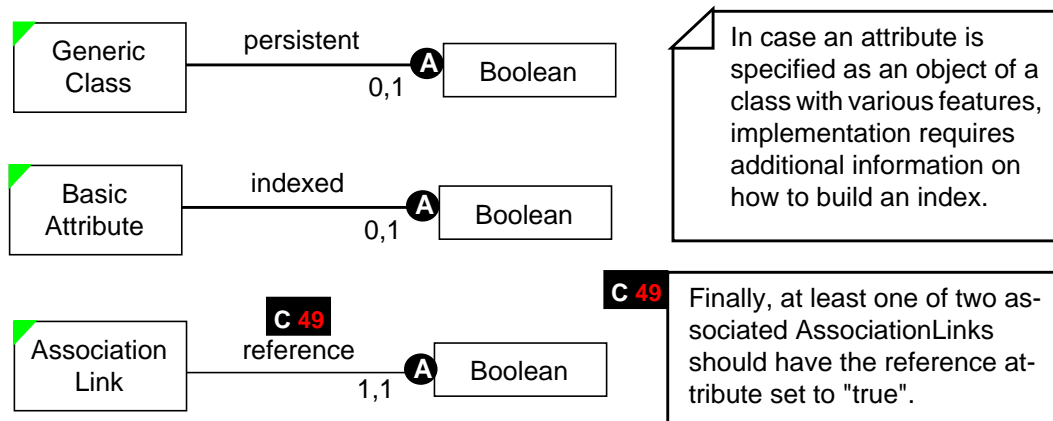 Generic
Class
persistent
A
0,1
Boolean
In case an attribute is
specified as an object of a
class with various features,
implementation requires
additional information on
how to build an index.
Basic
Attribute
indexed
A
0,1
Boolean
Association
Link
C 49
reference
A
1,1
Boolean
C 49
Finally, at least one of two as-
sociated AssociationLinks
should have the reference at-
tribute set to "true".